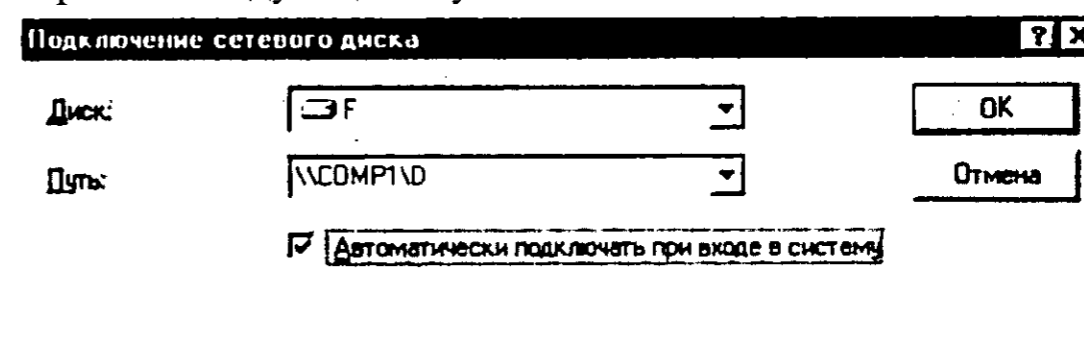 Подключение сетевого диска
Диск: F OK
Путь: \\COMP1\D Отмена
Автоматически подключать при входе в систему